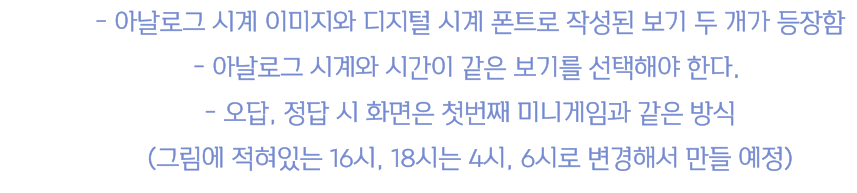 - 아날로그 시계 이미지와 디지털 시계 폰트로 작성된 보기 두 개가 등장함
- 아날로그 시계와 시간이 같은 보기를 선택해야 한다.
- 오답, 정답 시 화면은 첫번째 미니게임과 같은 방식
(그림에 적혀있는 16시, 18시는 4시, 6시로 변경해서 만들 예정)